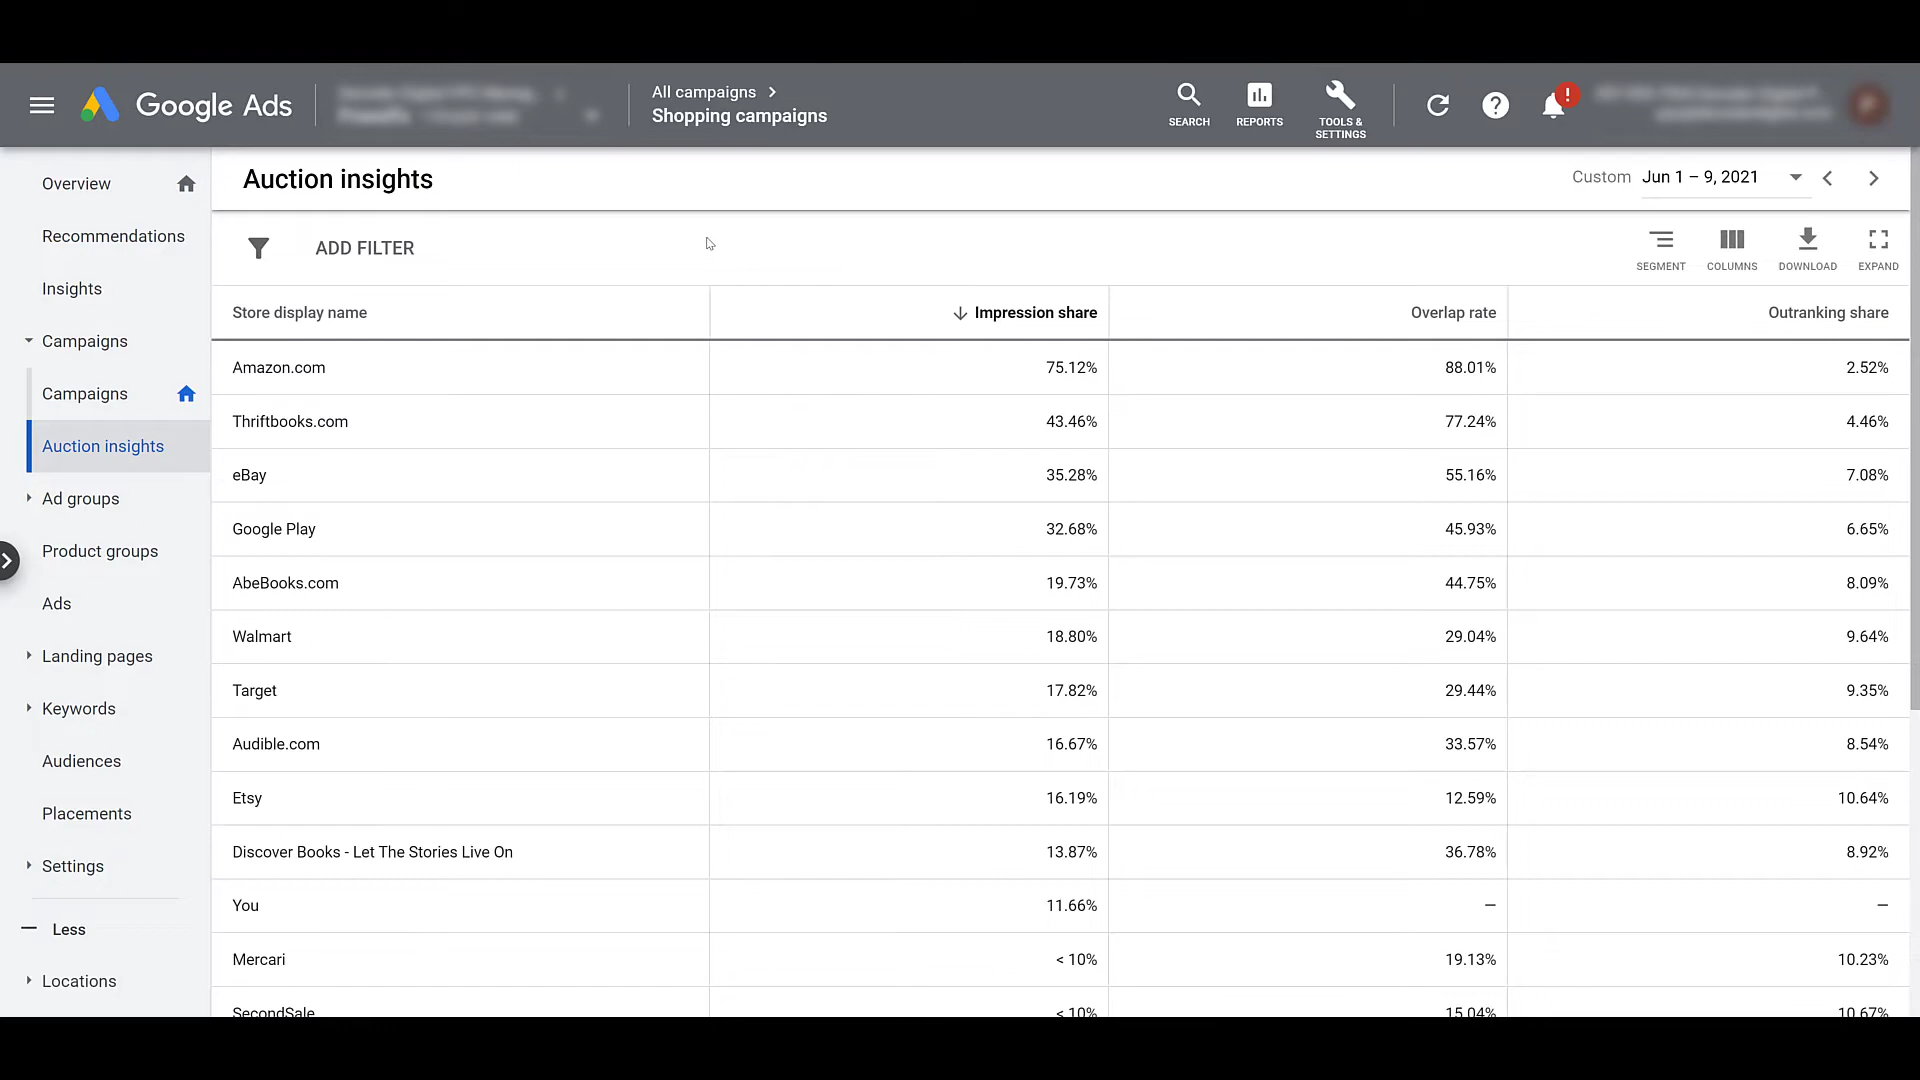 Google Ads
All campaigns
Shopping campaigns
SEARCH
REPORTS
TOOLS &
SETTINGS
?
!
Overview
Recommendations
Insights
Campaigns
Campaigns
Auction insights
Ad groups
Product groups
Ads
Landing pages
Keywords
Audiences
Placements
Settings
Less
Locations
Auction insights
Custom Jun 1 – 9, 2021
ADD FILTER
SEGMENT
COLUMNS
DOWNLOAD
EXPAND
Store display name Impression share Overlap rate Outranking share
Amazon.com 75.12% 88.01% 2.52%
Thriftbooks.com 43.46% 77.24% 4.46%
eBay 35.28% 55.16% 7.08%
Google Play 32.68% 45.93% 6.65%
AbeBooks.com 19.73% 44.75% 8.09%
Walmart 18.80% 29.04% 9.64%
Target 17.82% 29.44% 9.35%
Audible.com 16.67% 33.57% 8.54%
Etsy 16.19% 12.59% 10.64%
Discover Books - Let The Stories Live On 13.87% 36.78% 8.92%
You 11.66% — —
Mercari < 10% 19.13% 10.23%
SecondSale < 10% 15.04% 10.67%